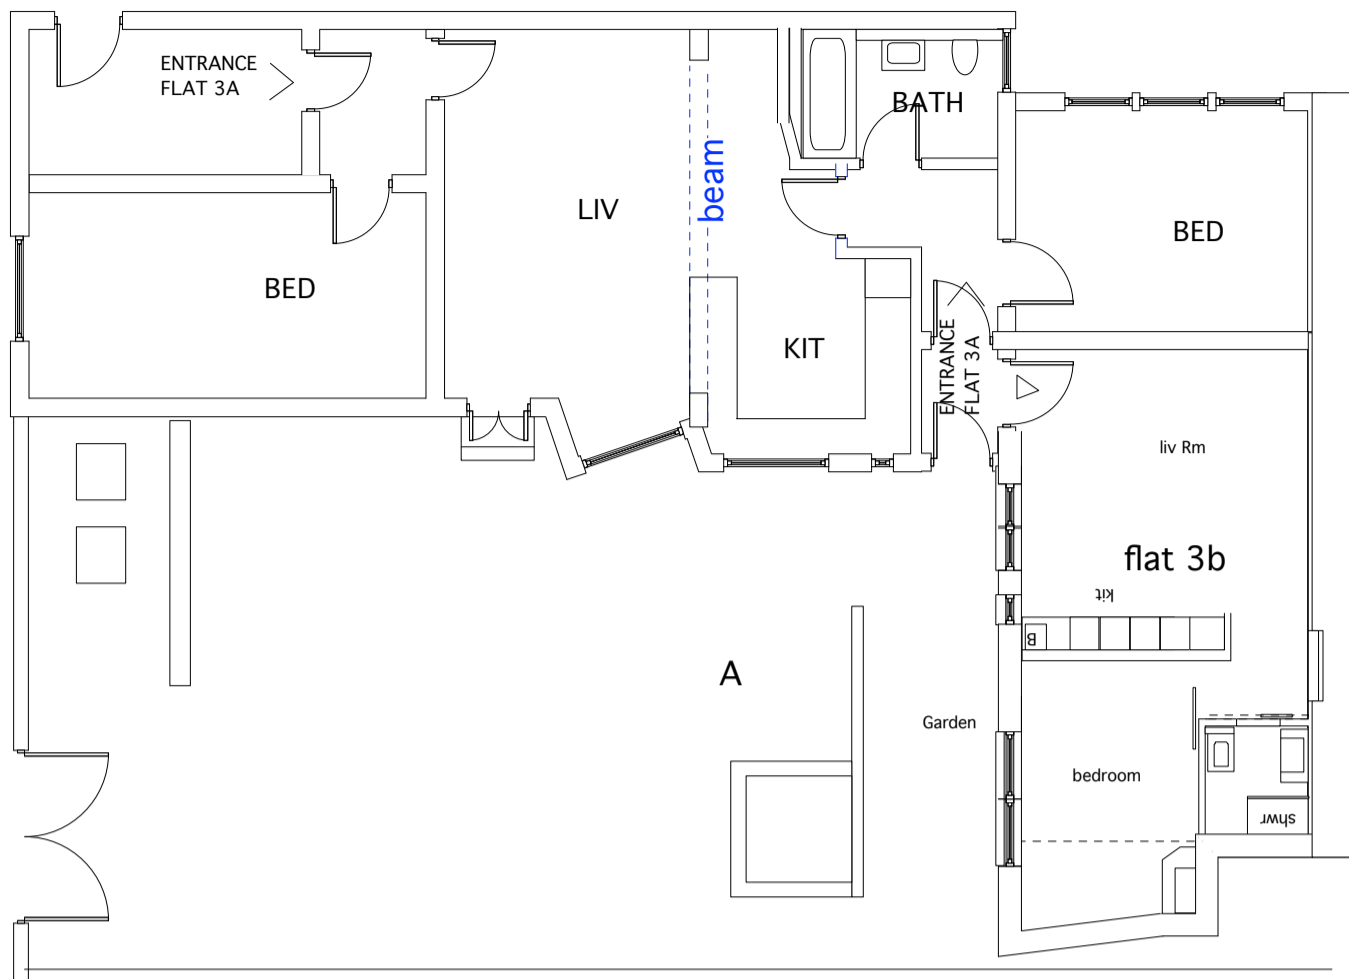 ENTRANCE
FLAT 3A
BATH
beam
LIV
BED
BED
KIT
ENTRANCE
FLAT 3A
liv Rm
flat 3b
kit
B
A
Garden
bedroom
shwr